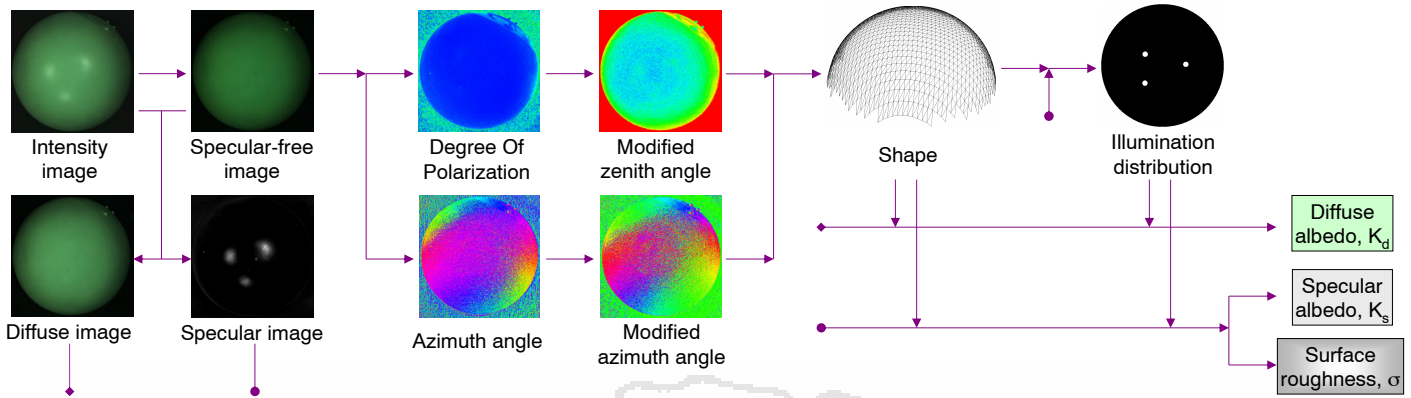 Intensity
image
Specular-free
image
Degree Of
Polarization
Modified
zenith angle
Shape
Illumination
distribution
Diffuse image
Specular image
Azimuth angle
Modified
azimuth angle
Diffuse
albedo, Kd
Specular
albedo, Ks
Surface
roughness, σ